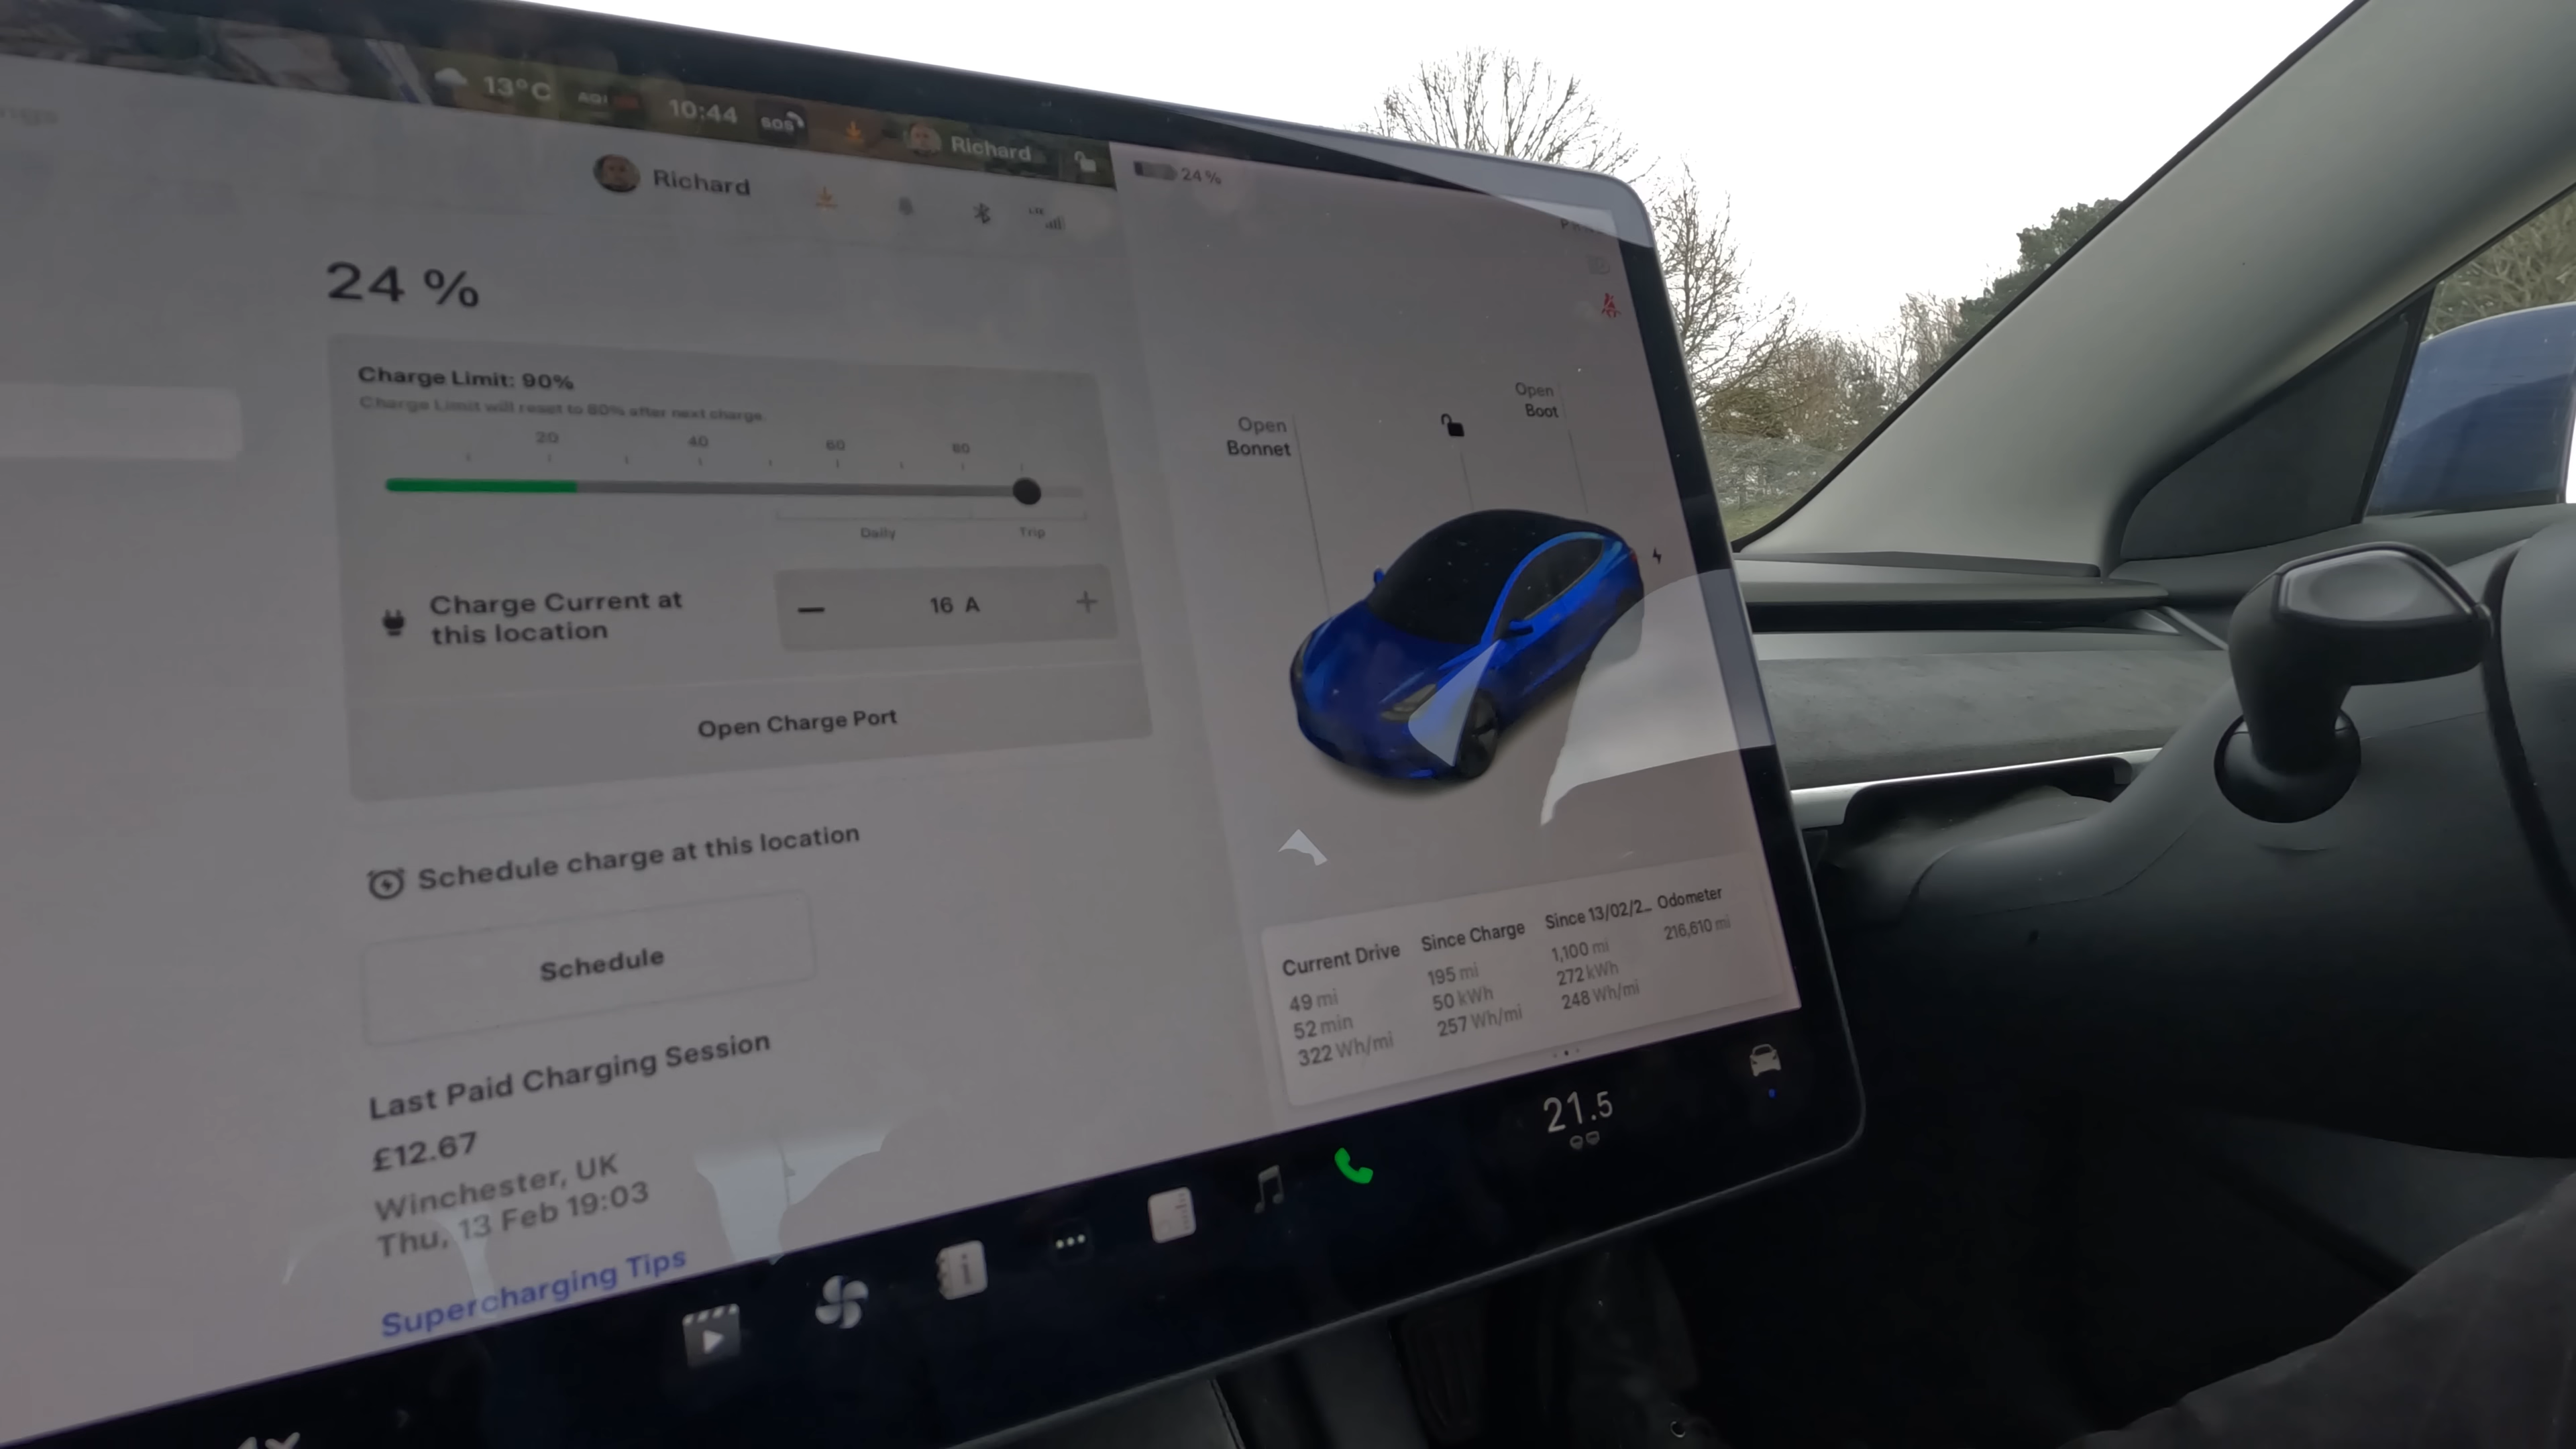 13°C
AQI
10:44
SOS
Richard
Richard
LTE
24%
24 %
Charge Limit: 90%
Charge Limit will reset to 80% after next charge.
20 40 60 80
Daily
Trip
Charge Current at
this location
16 A
Open Charge Port
Schedule charge at this location
Schedule
Last Paid Charging Session
£12.67
Winchester, UK
Thu, 13 Feb 19:03
Supercharging Tips
Open
Bonnet
Open
Boot
Current Drive
49 mi
52 min
322 Wh/mi
Since Charge
195 mi
50 kWh
257 Wh/mi
Since 13/02/2...
1,100 mi
272 kWh
248 Wh/mi
Odometer
216,610 mi
21.5